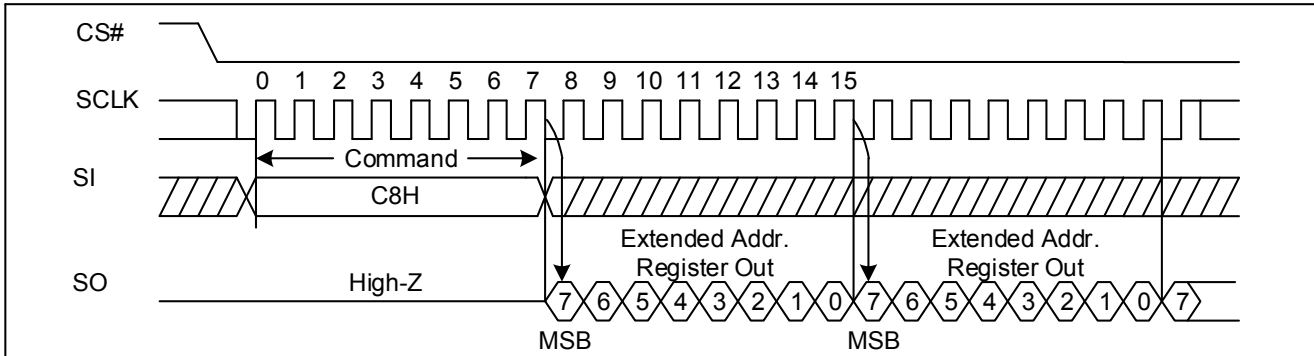 CS#
0 1 2 3 4 5 6 7 8 9 10 11 12 13 14 15
SCLK
Command
SI
C8H
Extended Addr. Extended Addr.
Register Out Register Out
SO
High-Z
7 6 5 4 3 2 1 0 7 6 5 4 3 2 1 0 7
MSB MSB